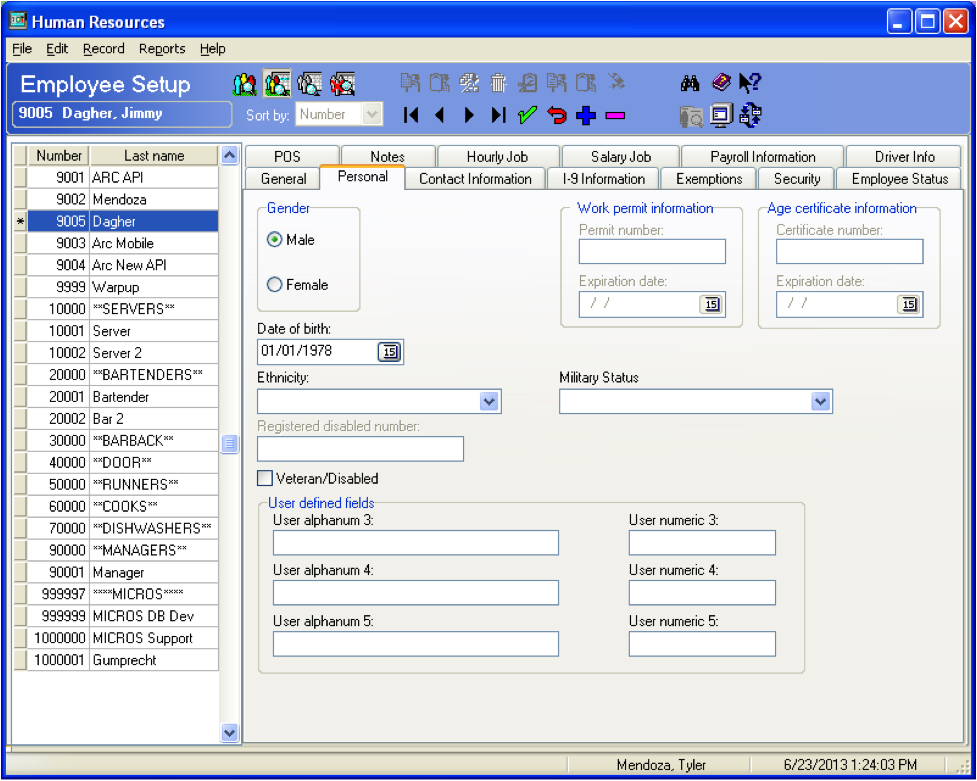 Human Resources
File Edit Record Reports Help
Employee Setup
9005 Dagher, Jimmy
Sort by: Number
Number Last name
9001 ARC API
9002 Mendoza
* 9005 Dagher
9003 Arc Mobile
9004 Arc New API
9999 Warpup
10000 **SERVERS**
10001 Server
10002 Server 2
20000 **BARTENDERS**
20001 Bartender
20002 Bar 2
30000 **BARBACK**
40000 **DOOR**
50000 **RUNNERS**
60000 **COOKS**
70000 **DISHWASHERS**
90000 **MANAGERS**
90001 Manager
999997 ****MICROS****
999999 MICROS DB Dev
1000000 MICROS Support
1000001 Gumprecht
POS Notes Hourly Job Salary Job Payroll Information Driver Info
General Personal Contact Information I-9 Information Exemptions Security Employee Status
Gender
Male
Female
Work permit information
Permit number:
Expiration date:
/ / 15
Age certificate information
Certificate number:
Expiration date:
/ / 15
Date of birth:
01/01/1978 15
Ethnicity:
Military Status
Registered disabled number:
Veteran/Disabled
User defined fields
User alphanum 3: User numeric 3:
User alphanum 4: User numeric 4:
User alphanum 5: User numeric 5:
Mendoza, Tyler 6/23/2013 1:24:03 PM